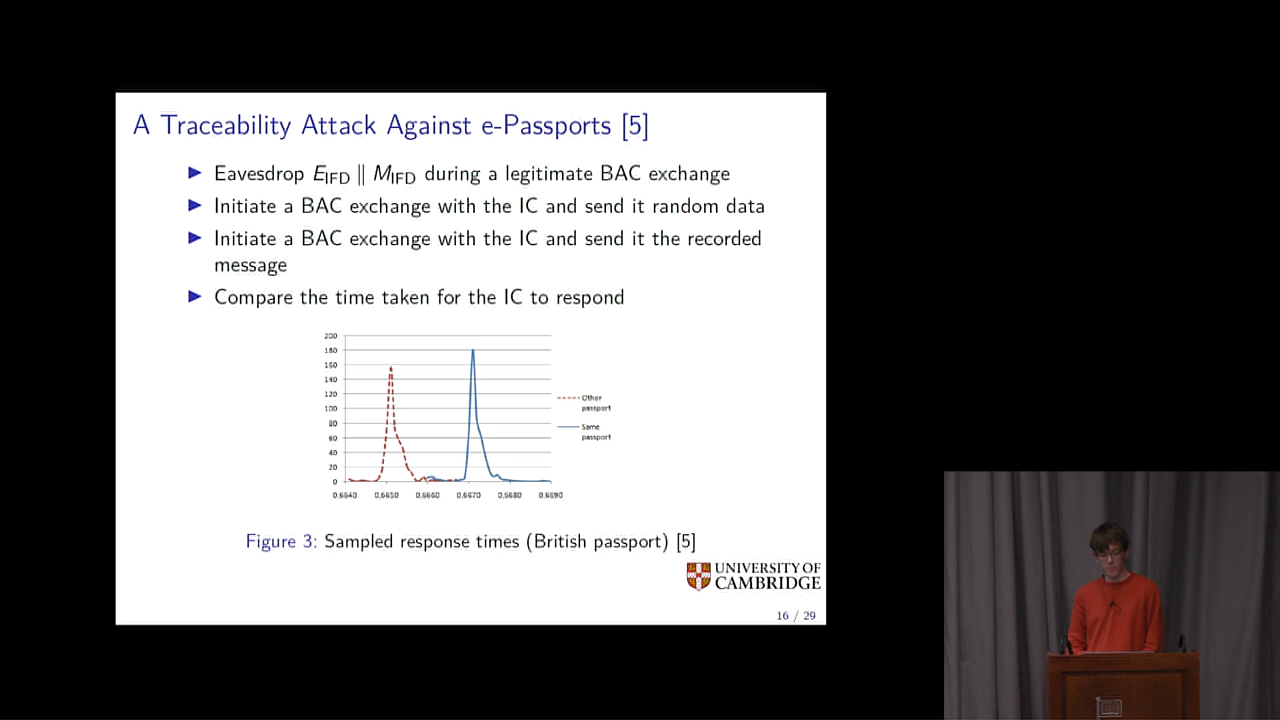 A Traceability Attack Against e-Passports [5]
▶ Eavesdrop E_IFD ∥ M_IFD during a legitimate BAC exchange
▶ Initiate a BAC exchange with the IC and send it random data
▶ Initiate a BAC exchange with the IC and send it the recorded
message
▶ Compare the time taken for the IC to respond
200
180
160
140
120
100
80
60
40
20
0
0,6640 0,6650 0,6660 0,6670 0,6680 0,6690
Other
passport
Same
passport
Figure 3: Sampled response times (British passport) [5]
UNIVERSITY OF
CAMBRIDGE
16 / 29